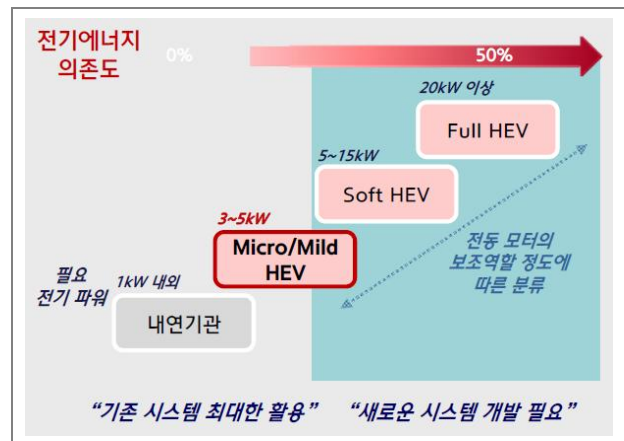 전기에너지
의존도
0%
50%
20kW 이상
Full HEV
5~15kW
Soft HEV
3~5kW
Micro/Mild
HEV
전동 모터의
보조역할 정도에
따른 분류
필요
전기 파워
1kW 내외
내연기관
“기존 시스템 최대한 활용”
“새로운 시스템 개발 필요”